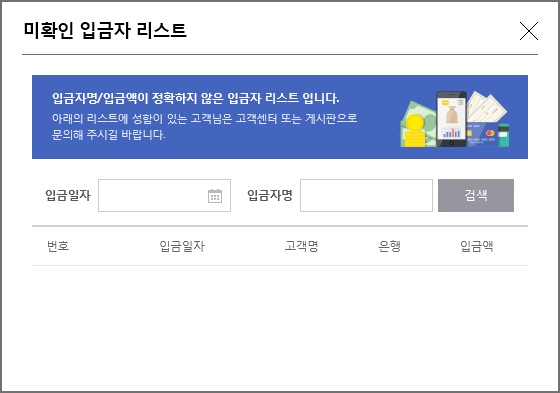 미확인 입금자 리스트
입금자명/입금액이 정확하지 않은 입금자 리스트 입니다.
아래의 리스트에 성함이 있는 고객님은 고객센터 또는 게시판으로
문의해 주시길 바랍니다.
입금일자 입금자명 검색
번호 입금일자 고객명 은행 입금액